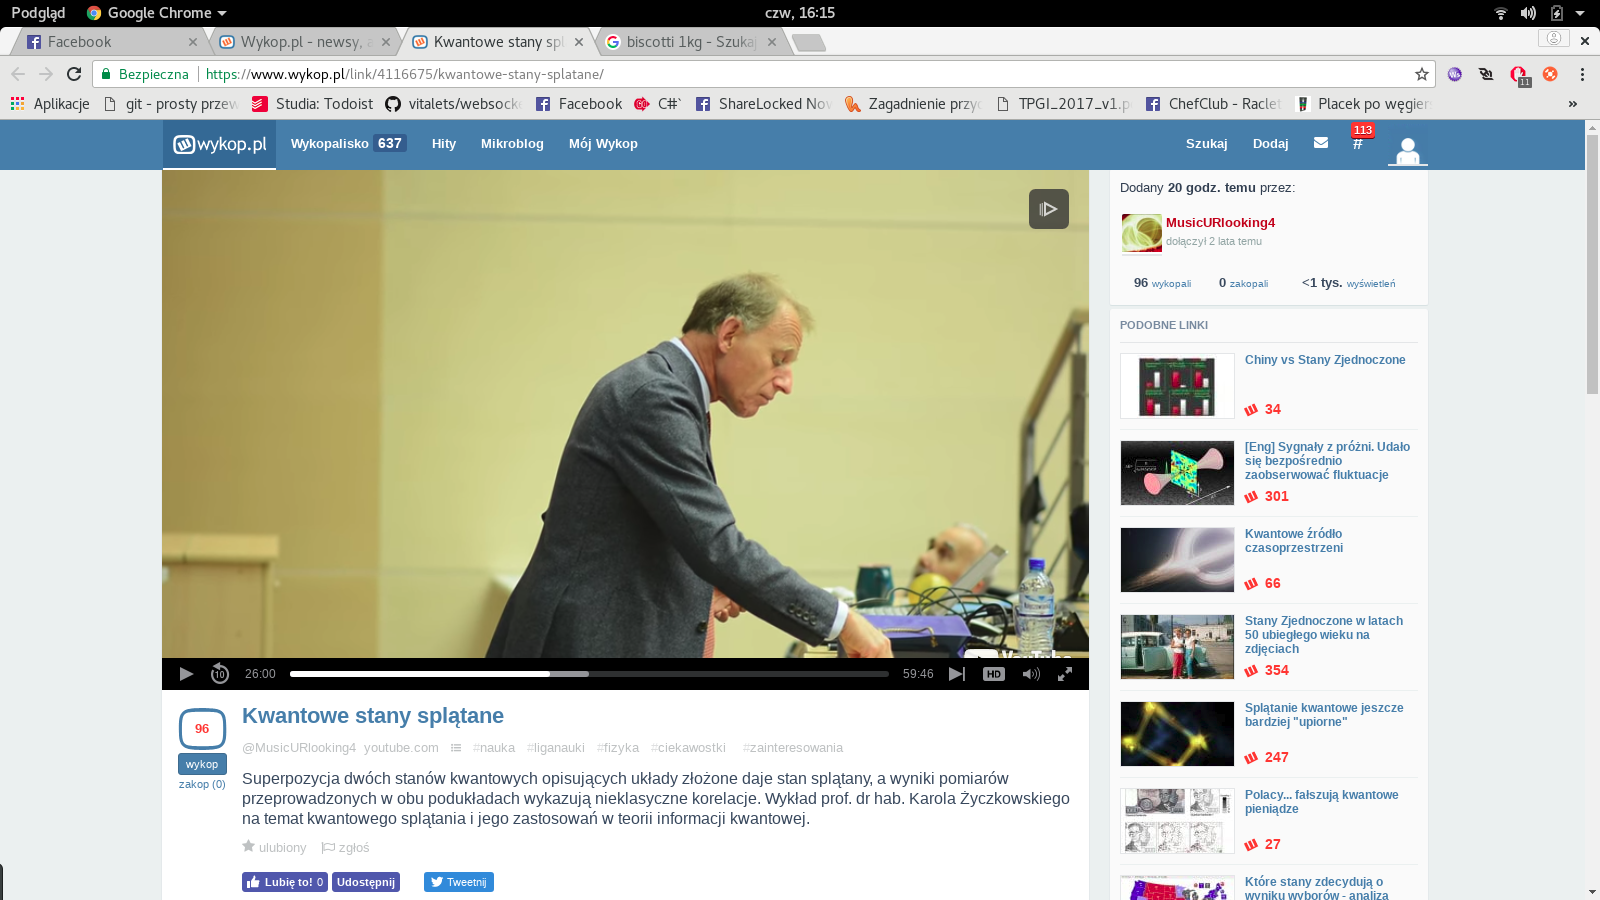 Podgląd
Google Chrome
czw, 16:15
Facebook
Wykop.pl - newsy, a
Kwantowe stany spl
biscotti 1kg - Szuka
Bezpieczna
https://www.wykop.pl/link/4116675/kwantowe-stany-splatane/
11
Aplikacje
git - prosty przew
Studia: Todoist
vitalets/websocke
Facebook
C#`
ShareLocked Nov
Zagadnienie przyc
TPGI_2017_v1.p
ChefClub - Raclet
Placek po węgier
»
wykop.pl
Wykopalisko 637
Hity
Mikroblog
Mój Wykop
Szukaj
Dodaj
113
#
Dodany 20 godz. temu przez:
MusicURlooking4
dołączył 2 lata temu
96 wykopali
0 zakopali
<1 tys. wyświetleń
YouTube
10
26:00
59:46
HD
96
wykop
zakop (0)
Kwantowe stany splątane
@MusicURlooking4 youtube.com #nauka #liganauki #fizyka #ciekawostki #zainteresowania
Superpozycja dwóch stanów kwantowych opisujących układy złożone daje stan splątany, a wyniki pomiarów
przeprowadzonych w obu podukładach wykazują nieklasyczne korelacje. Wykład prof. dr hab. Karola Życzkowskiego
na temat kwantowego splątania i jego zastosowań w teorii informacji kwantowej.
ulubiony
zgłoś
Lubię to! 0
Udostępnij
Tweetnij
PODOBNE LINKI
Chiny vs Stany Zjednoczone
34
[Eng] Sygnały z próżni. Udało
się bezpośrednio
zaobserwować fluktuacje
301
Kwantowe źródło
czasoprzestrzeni
66
Stany Zjednoczone w latach
50 ubiegłego wieku na
zdjęciach
354
Splątanie kwantowe jeszcze
bardziej "upiorne"
247
Polacy... fałszują kwantowe
pieniądze
27
Które stany zdecydują o
wyniku wyborów - analiza